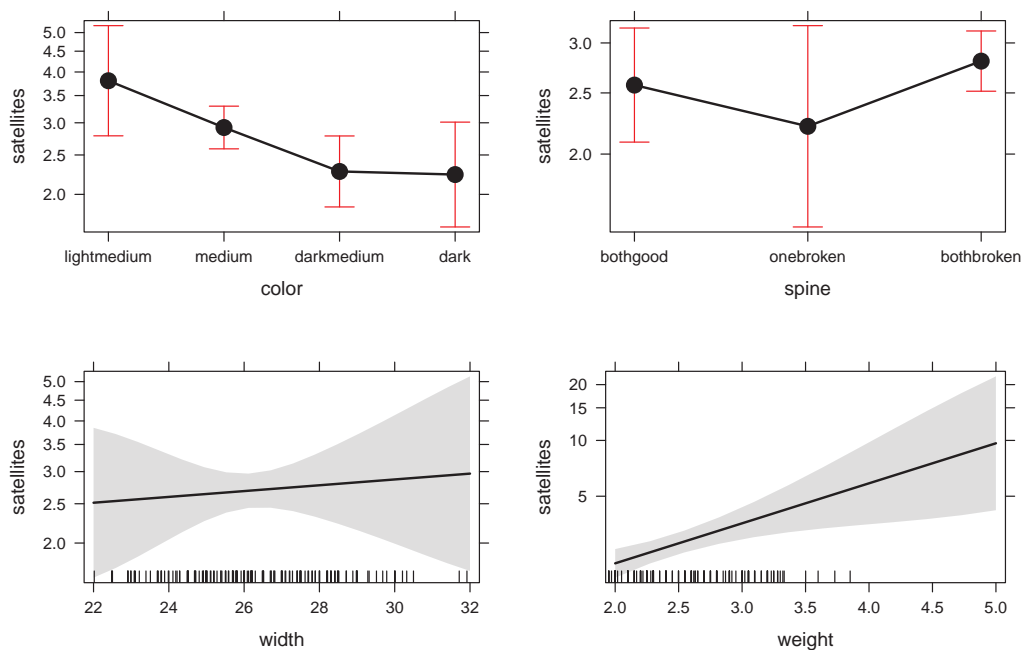 satellites
5.0
4.5
4.0
3.5
3.0
2.5
2.0
lightmedium medium darkmedium dark
color
satellites
3.0
2.5
2.0
bothgood onebroken bothbroken
spine
satellites
5.0
4.5
4.0
3.5
3.0
2.5
2.0
22 24 26 28 30 32
width
satellites
20
15
10
5
2.0 2.5 3.0 3.5 4.0 4.5 5.0
weight